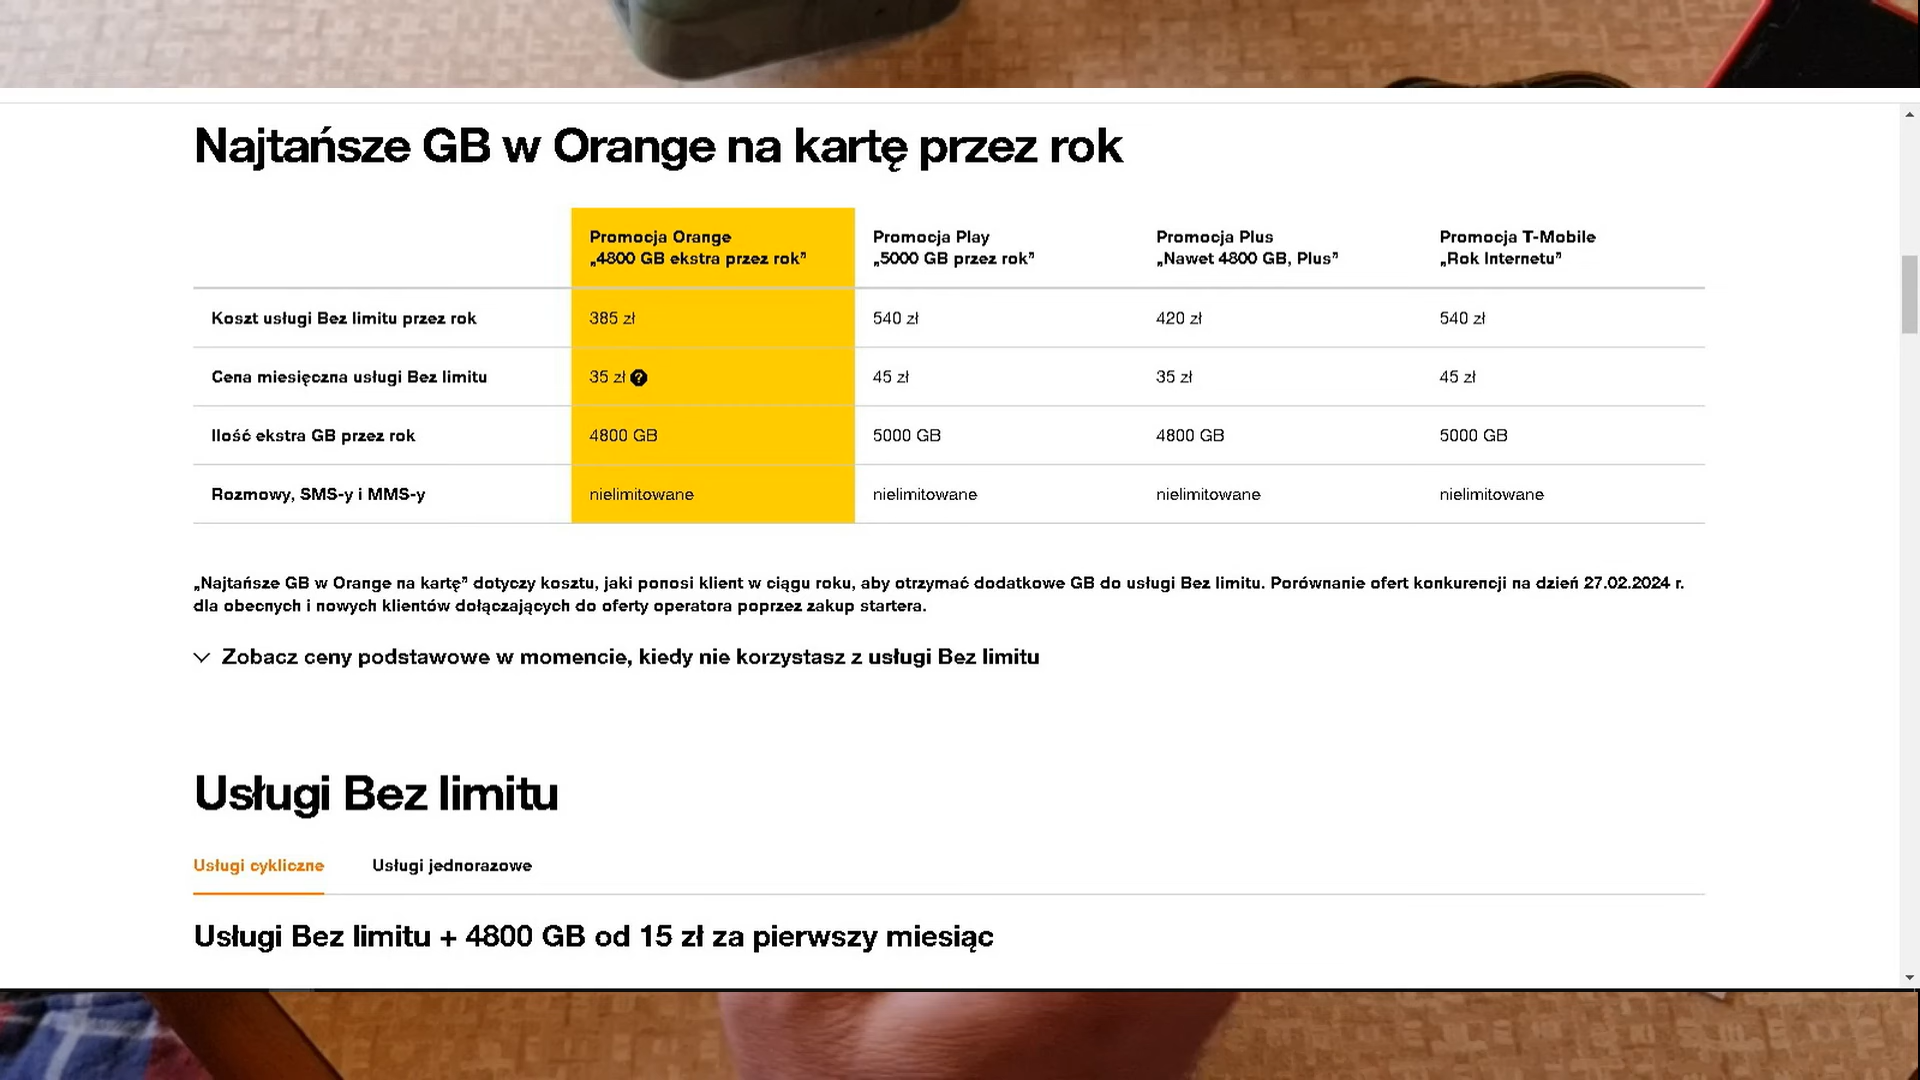 Najtańsze GB w Orange na kartę przez rok
Promocja Orange
„4800 GB ekstra przez rok”
Promocja Play
„5000 GB przez rok”
Promocja Plus
„Nawet 4800 GB, Plus”
Promocja T-Mobile
„Rok Internetu”
Koszt usługi Bez limitu przez rok 385 zł 540 zł 420 zł 540 zł
Cena miesięczna usługi Bez limitu 35 zł ? 45 zł 35 zł 45 zł
Ilość ekstra GB przez rok 4800 GB 5000 GB 4800 GB 5000 GB
Rozmowy, SMS-y i MMS-y nielimitowane nielimitowane nielimitowane nielimitowane
„Najtańsze GB w Orange na kartę” dotyczy kosztu, jaki ponosi klient w ciągu roku, aby otrzymać dodatkowe GB do usługi Bez limitu. Porównanie ofert konkurencji na dzień 27.02.2024 r.
dla obecnych i nowych klientów dołączających do oferty operatora poprzez zakup startera.
Zobacz ceny podstawowe w momencie, kiedy nie korzystasz z usługi Bez limitu
Usługi Bez limitu
Usługi cykliczne Usługi jednorazowe
Usługi Bez limitu + 4800 GB od 15 zł za pierwszy miesiąc